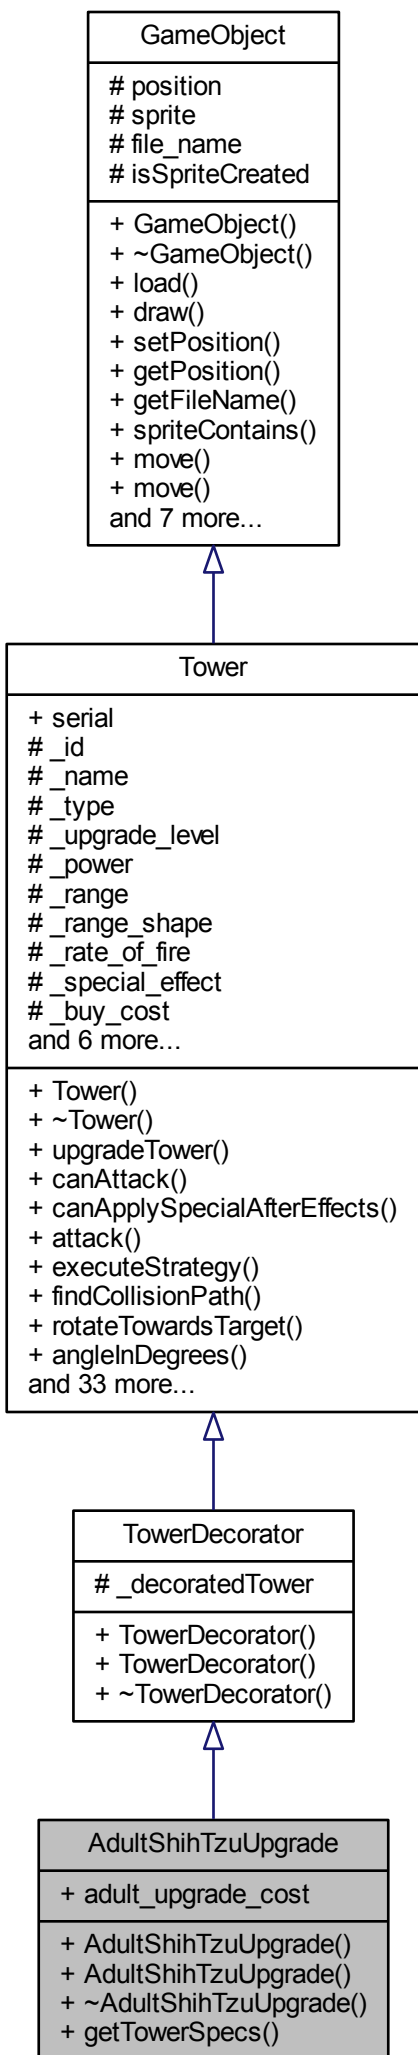 GameObject
# position
# sprite
# file_name
# isSpriteCreated
+ GameObject()
+ ~GameObject()
+ load()
+ draw()
+ setPosition()
+ getPosition()
+ getFileName()
+ spriteContains()
+ move()
+ move()
and 7 more...
Tower
+ serial
# _id
# _name
# _type
# _upgrade_level
# _power
# _range
# _range_shape
# _rate_of_fire
# _special_effect
# _buy_cost
and 6 more...
+ Tower()
+ ~Tower()
+ upgradeTower()
+ canAttack()
+ canApplySpecialAfterEffects()
+ attack()
+ executeStrategy()
+ findCollisionPath()
+ rotateTowardsTarget()
+ angleInDegrees()
and 33 more...
TowerDecorator
# _decoratedTower
+ TowerDecorator()
+ TowerDecorator()
+ ~TowerDecorator()
AdultShihTzuUpgrade
+ adult_upgrade_cost
+ AdultShihTzuUpgrade()
+ AdultShihTzuUpgrade()
+ ~AdultShihTzuUpgrade()
+ getTowerSpecs()